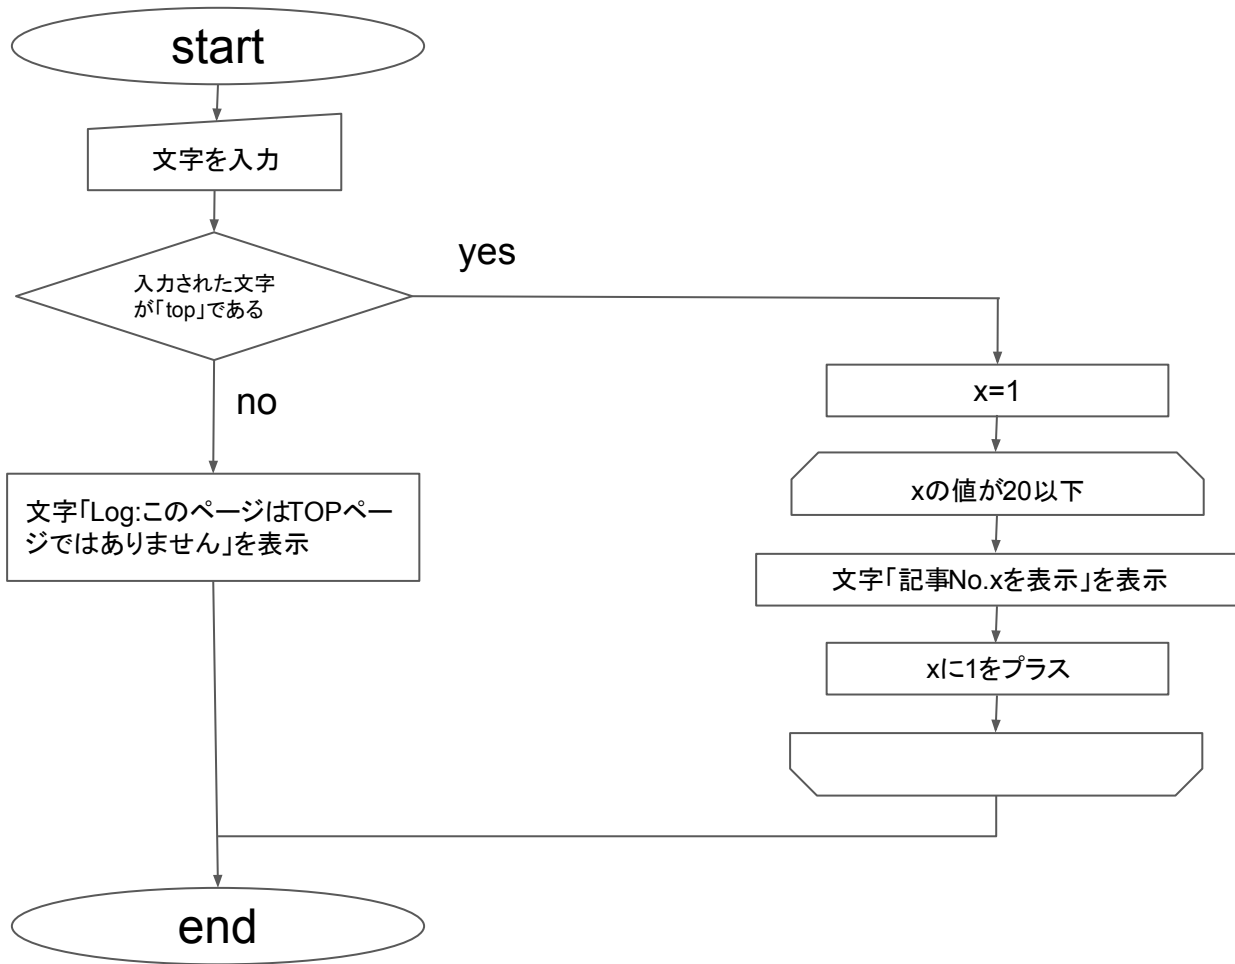 start
文字を入力
入力された文字
が「top」である
yes
no
文字「Log:このページはTOPペー
ジではありません」を表示
x=1
xの値が20以下
文字「記事No.xを表示」を表示
xに1をプラス
end